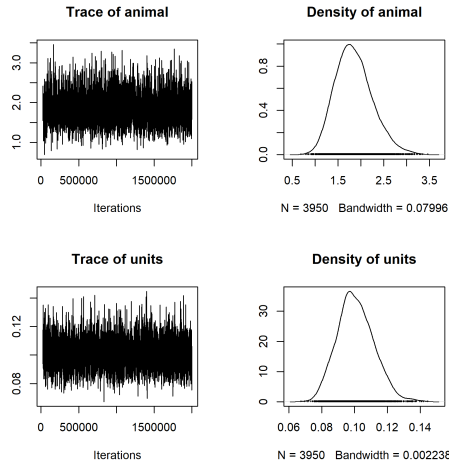 Trace of animal
Density of animal
3.0
2.0
1.0
0.8
0.4
0.0
0 500000 1500000
0.5 1.5 2.5 3.5
Iterations
N = 3950 Bandwidth = 0.07996
Trace of units
Density of units
0.12
0.08
30
20
10
0
0 500000 1500000
0.06 0.08 0.10 0.12 0.14
Iterations
N = 3950 Bandwidth = 0.002238